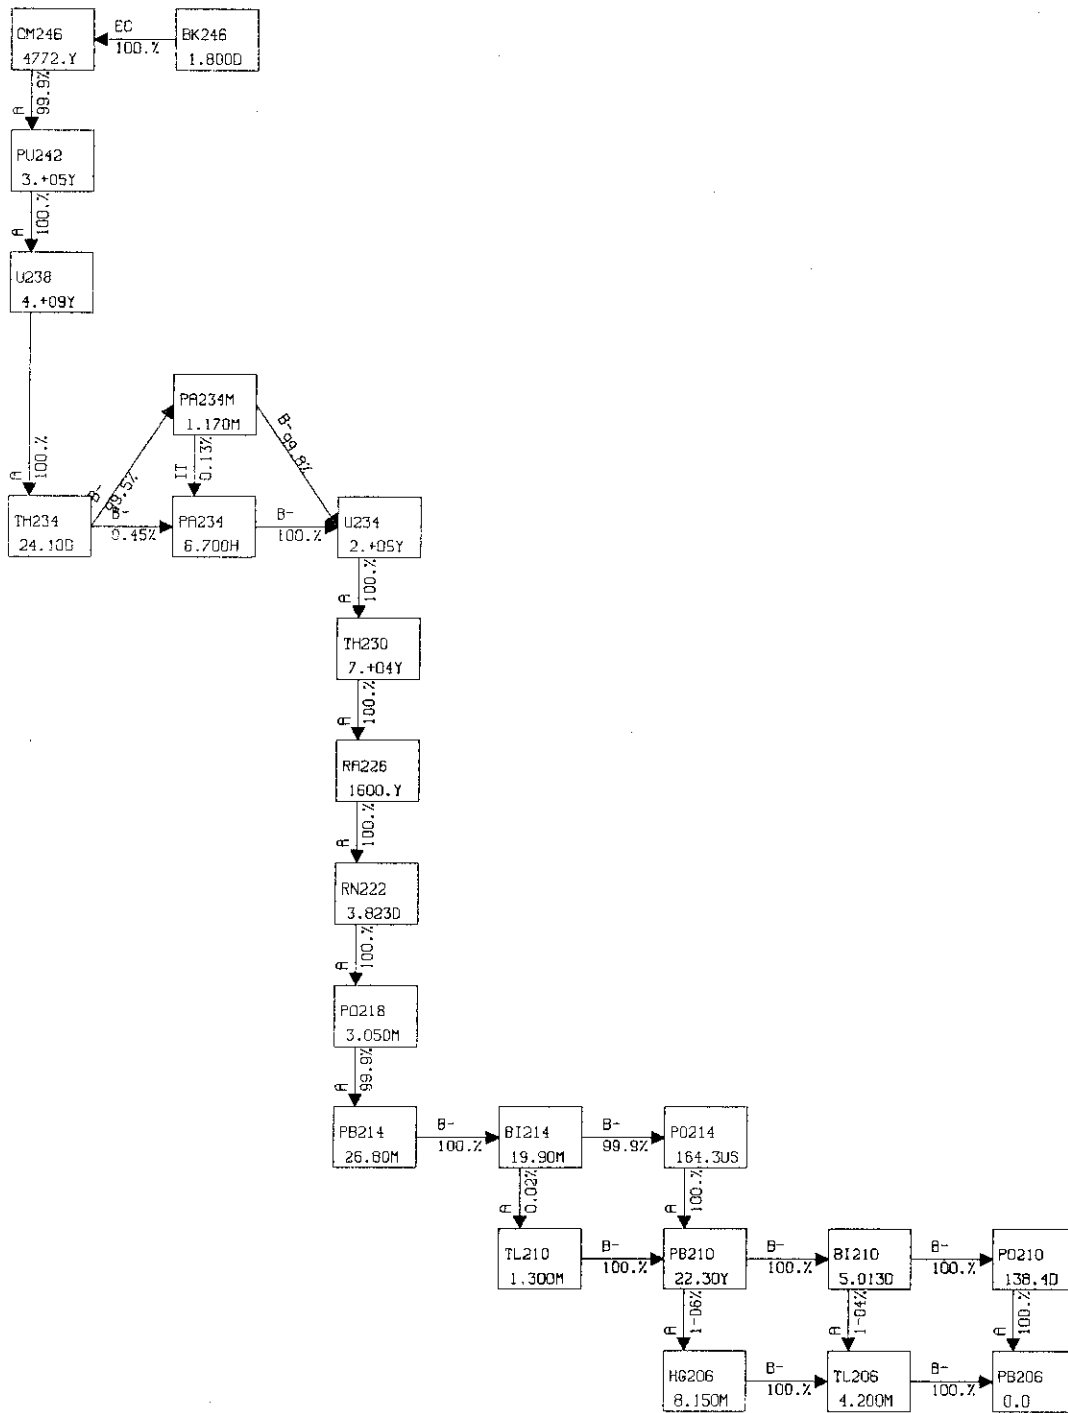 CM246
4772.Y
EC
100.%
BK246
1.800D
A
99.9%
PU242
3.+05Y
A
100.%
U238
4.+09Y
A
100.%
PA234M
1.170M
B-
99.8%
IT
0.13%
B-
99.5%
TH234
24.10D
B-
0.45%
PA234
6.700H
B-
100.%
U234
2.+05Y
A
100.%
TH230
7.+04Y
A
100.%
RA226
1600.Y
A
100.%
RN222
3.823D
A
100.%
PO218
3.050M
A
99.9%
PB214
26.80M
B-
100.%
BI214
19.90M
B-
99.9%
PO214
164.3US
A
0.02%
A
100.%
TL210
1.300M
B-
100.%
PB210
22.30Y
B-
100.%
BI210
5.013D
B-
100.%
PO210
138.4D
A
1-06%
A
1-04%
A
100.%
HG206
8.150M
B-
100.%
TL206
4.200M
B-
100.%
PB206
0.0